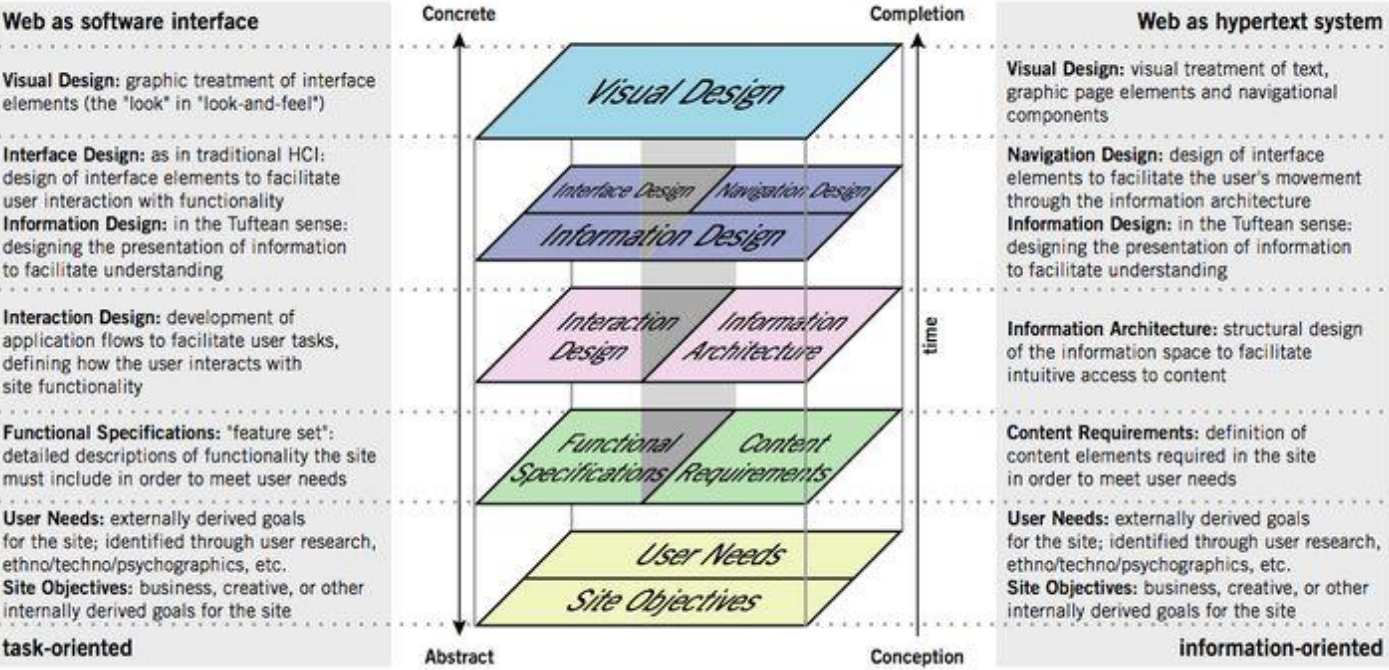 Web as software interface
Visual Design: graphic treatment of interface
elements (the "look" in "look-and-feel")
Interface Design: as in traditional HCI:
design of interface elements to facilitate
user interaction with functionality
Information Design: in the Tuftean sense:
designing the presentation of information
to facilitate understanding
Interaction Design: development of
application flows to facilitate user tasks,
defining how the user interacts with
site functionality
Functional Specifications: "feature set":
detailed descriptions of functionality the site
must include in order to meet user needs
User Needs: externally derived goals
for the site; identified through user research,
ethno/techno/psychographics, etc.
Site Objectives: business, creative, or other
internally derived goals for the site
task-oriented
Concrete
Completion
Visual Design
Interface Design
Navigation Design
Information Design
Interaction
Design
Information
Architecture
time
Functional
Specifications
Content
Requirements
User Needs
Site Objectives
Abstract
Conception
Web as hypertext system
Visual Design: visual treatment of text,
graphic page elements and navigational
components
Navigation Design: design of interface
elements to facilitate the user's movement
through the information architecture
Information Design: in the Tuftean sense:
designing the presentation of information
to facilitate understanding
Information Architecture: structural design
of the information space to facilitate
intuitive access to content
Content Requirements: definition of
content elements required in the site
in order to meet user needs
User Needs: externally derived goals
for the site; identified through user research,
ethno/techno/psychographics, etc.
Site Objectives: business, creative, or other
internally derived goals for the site
information-oriented